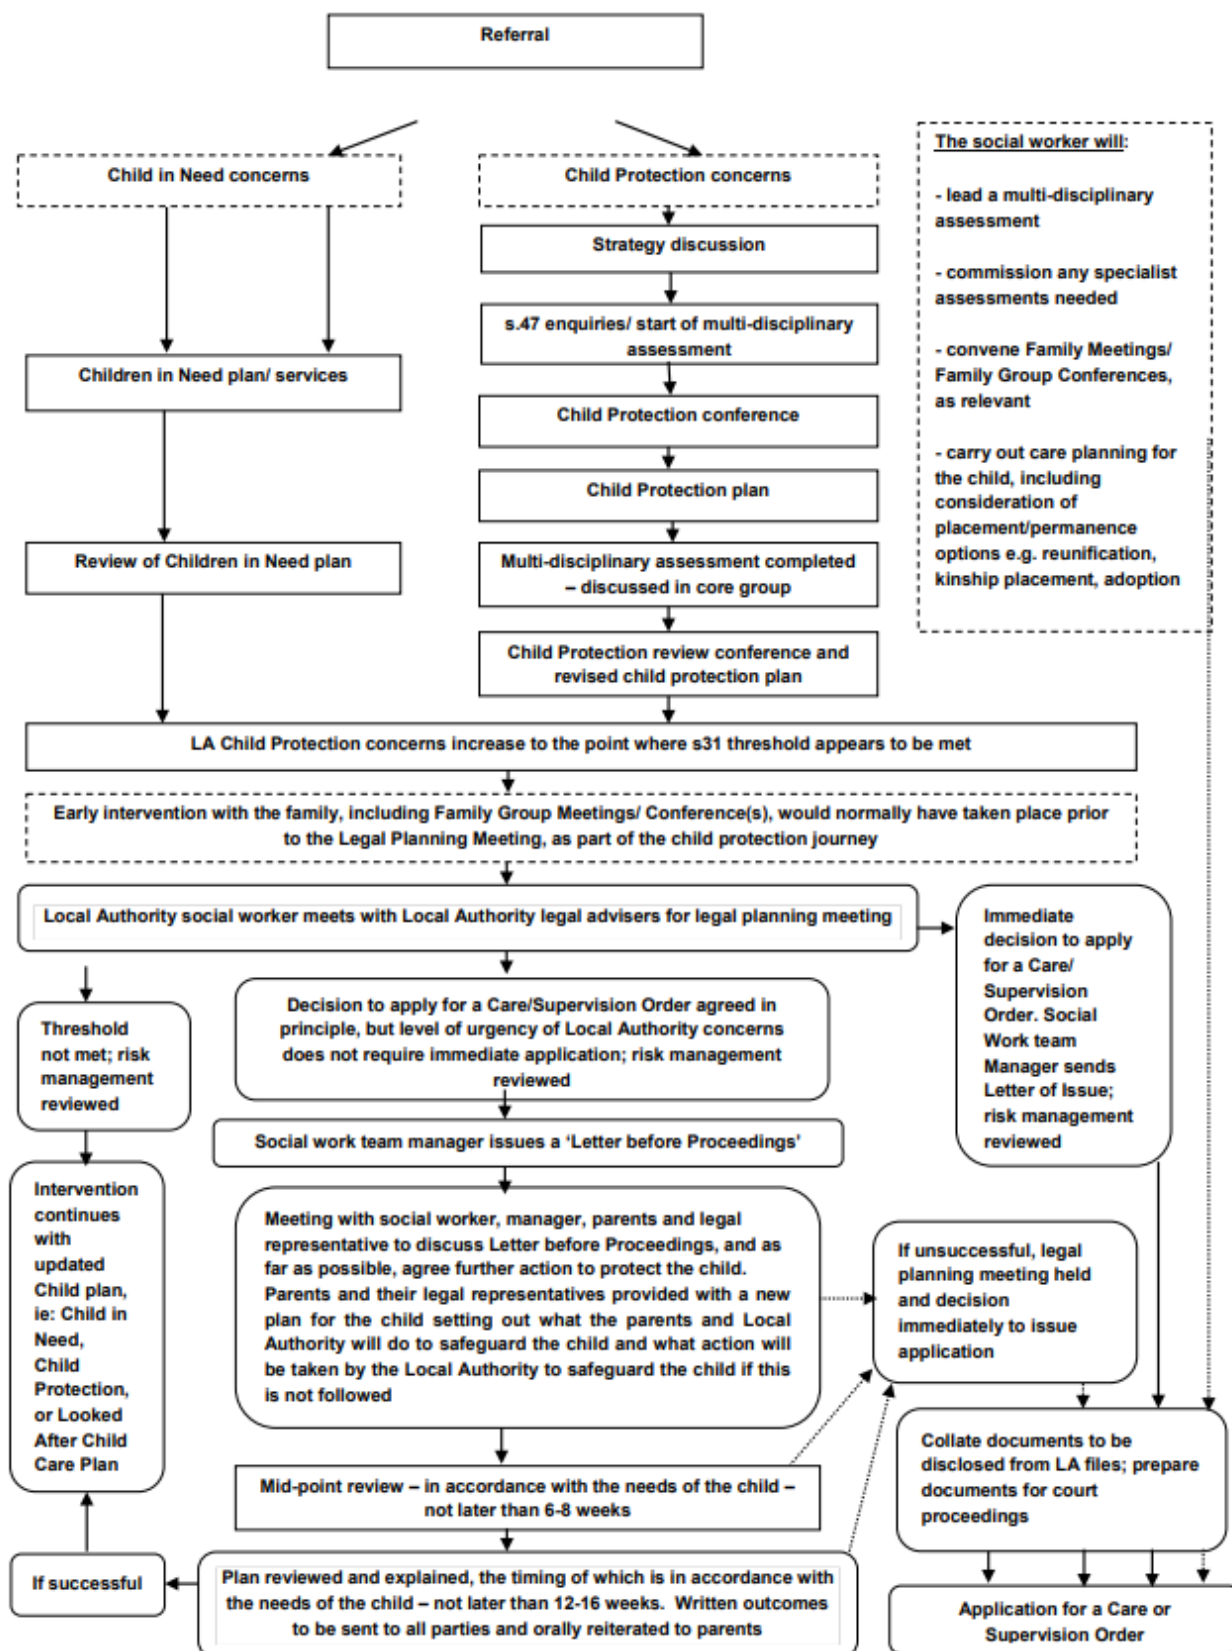 Referral
Child in Need concerns
Child Protection concerns
The social worker will:
- lead a multi-disciplinary
assessment
- commission any specialist
assessments needed
- convene Family Meetings/
Family Group Conferences,
as relevant
- carry out care planning for
the child, including
consideration of
placement/permanence
options e.g. reunification,
kinship placement, adoption
Strategy discussion
s.47 enquiries/ start of multi-disciplinary
assessment
Children in Need plan/ services
Child Protection conference
Child Protection plan
Review of Children in Need plan
Multi-disciplinary assessment completed
– discussed in core group
Child Protection review conference and
revised child protection plan
LA Child Protection concerns increase to the point where s31 threshold appears to be met
Early intervention with the family, including Family Group Meetings/ Conference(s), would normally have taken place prior
to the Legal Planning Meeting, as part of the child protection journey
Local Authority social worker meets with Local Authority legal advisers for legal planning meeting
Immediate
decision to apply
for a Care/
Supervision
Order. Social
Work team
Manager sends
Letter of Issue;
risk management
reviewed
Threshold
not met; risk
management
reviewed
Decision to apply for a Care/Supervision Order agreed in
principle, but level of urgency of Local Authority concerns
does not require immediate application; risk management
reviewed
Social work team manager issues a ‘Letter before Proceedings’
Intervention
continues
with
updated
Child plan,
ie: Child in
Need,
Child
Protection,
or Looked
After Child
Care Plan
Meeting with social worker, manager, parents and legal
representative to discuss Letter before Proceedings, and as
far as possible, agree further action to protect the child.
Parents and their legal representatives provided with a new
plan for the child setting out what the parents and Local
Authority will do to safeguard the child and what action will
be taken by the Local Authority to safeguard the child if this
is not followed
If unsuccessful, legal
planning meeting held
and decision
immediately to issue
application
Mid-point review – in accordance with the needs of the child –
not later than 6-8 weeks
Collate documents to be
disclosed from LA files; prepare
documents for court
proceedings
If successful
Plan reviewed and explained, the timing of which is in accordance with
the needs of the child – not later than 12-16 weeks. Written outcomes
to be sent to all parties and orally reiterated to parents
Application for a Care or
Supervision Order